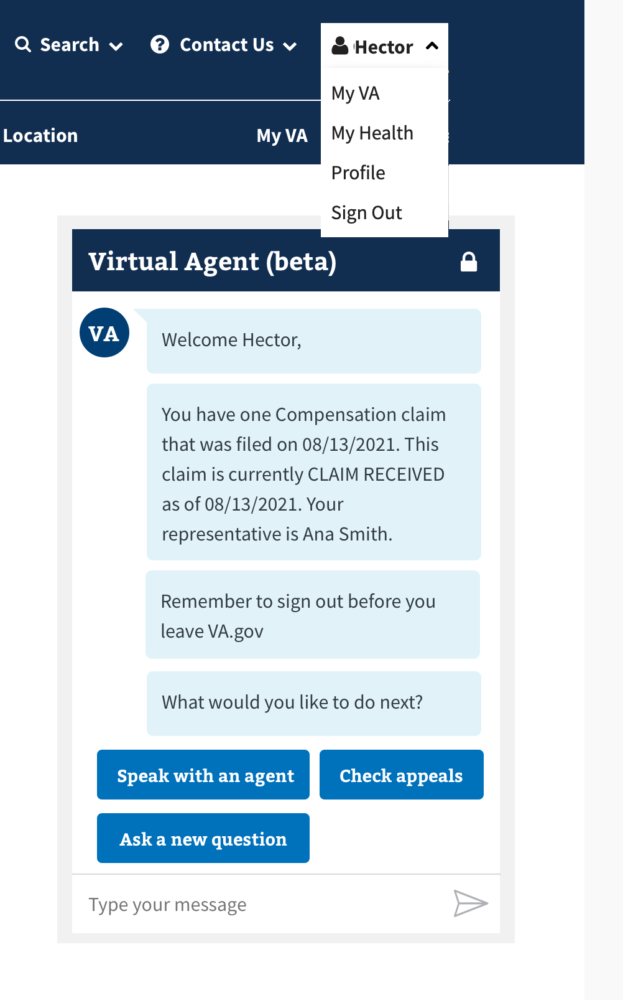 Search
Contact Us
Hector
My VA
My Health
Profile
Sign Out
Location
My VA
Virtual Agent (beta)
VA
Welcome Hector,
You have one Compensation claim
that was filed on 08/13/2021. This
claim is currently CLAIM RECEIVED
as of 08/13/2021. Your
representative is Ana Smith.
Remember to sign out before you
leave VA.gov
What would you like to do next?
Speak with an agent
Check appeals
Ask a new question
Type your message